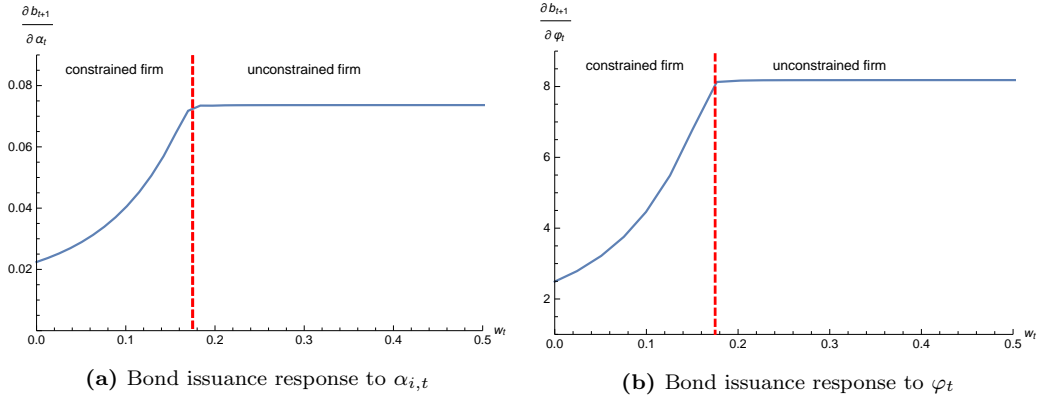 ∂ b_{t+1}
∂ α_t
constrained firm
unconstrained firm
0.08
0.06
0.04
0.02
0.0 0.1 0.2 0.3 0.4 0.5
w_t
(a) Bond issuance response to α_{i,t}
∂ b_{t+1}
∂ φ_t
constrained firm
unconstrained firm
8
6
4
2
0.0 0.1 0.2 0.3 0.4 0.5
w_t
(b) Bond issuance response to φ_t